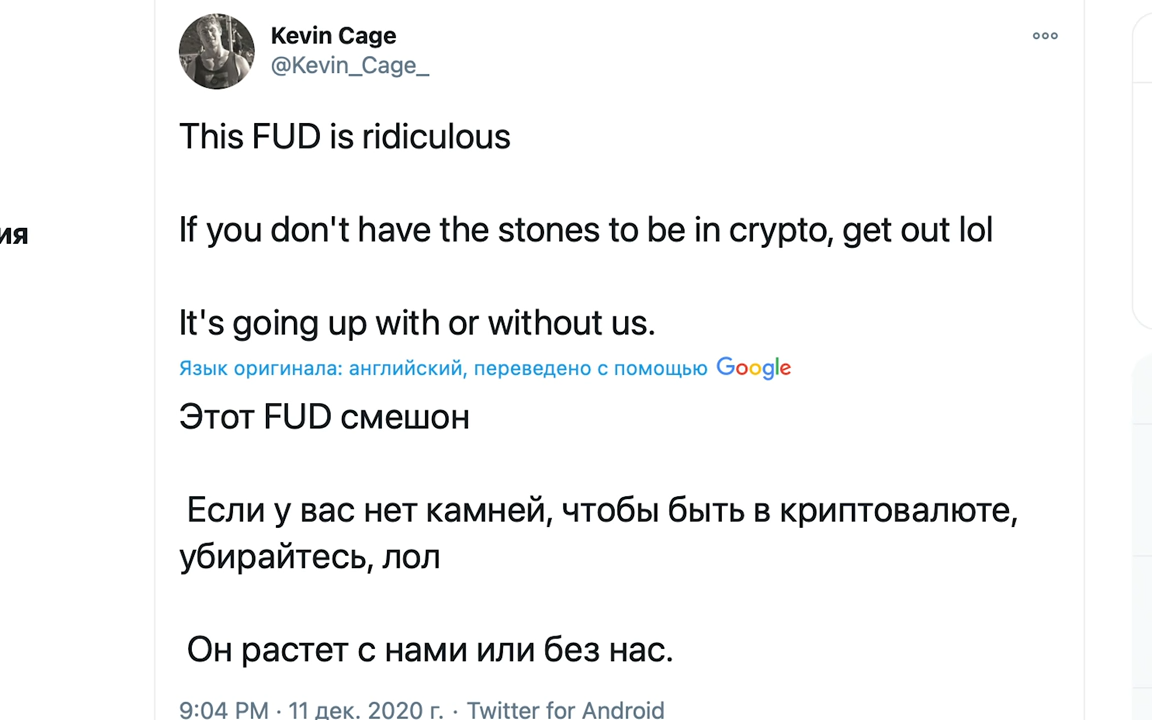 Kevin Cage
@Kevin_Cage_
This FUD is ridiculous
If you don't have the stones to be in crypto, get out lol
ия
It's going up with or without us.
Язык оригинала: английский, переведено с помощью Google
Этот FUD смешон
Если у вас нет камней, чтобы быть в криптовалюте,
убирайтесь, лол
Он растет с нами или без нас.
9:04 PM · 11 дек. 2020 г. · Twitter for Android